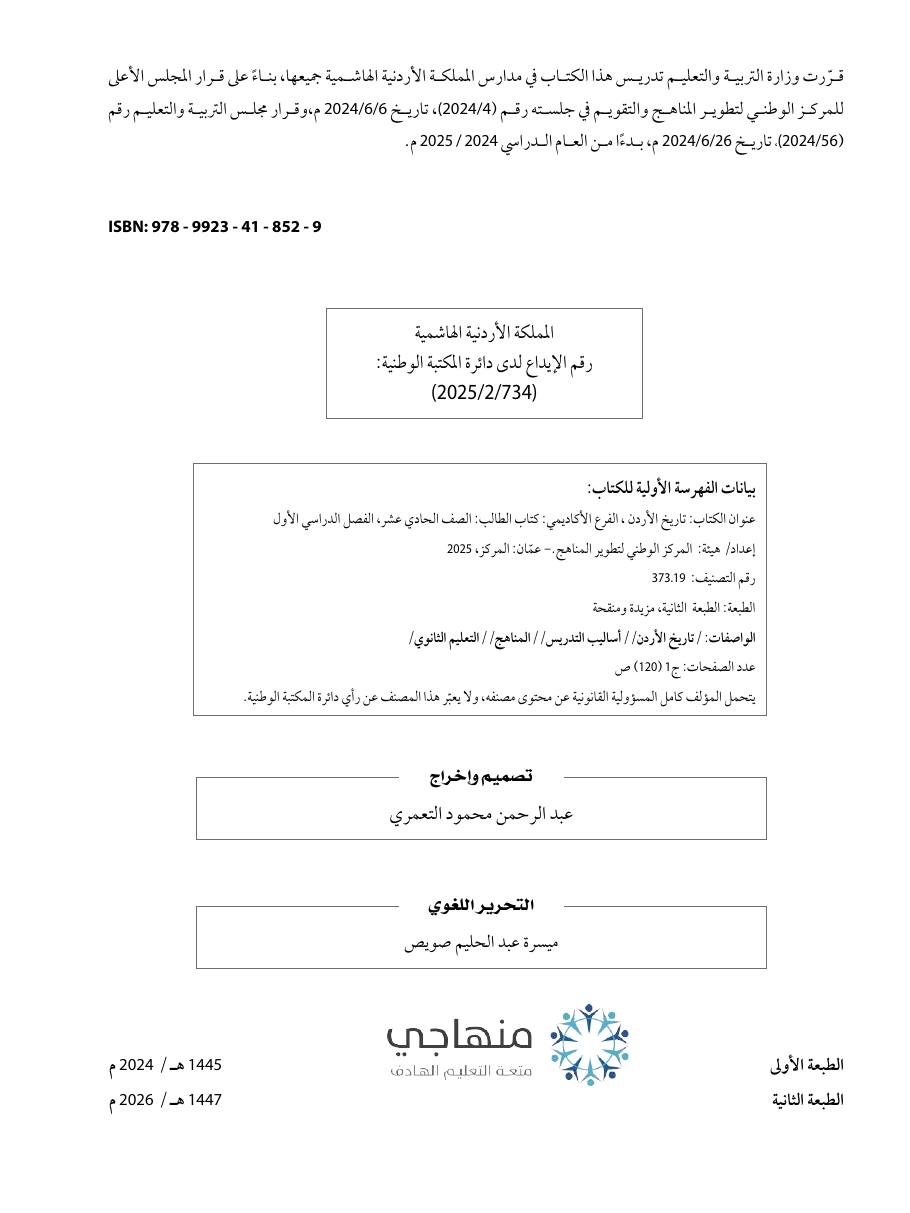 قـرّرت وزارة التربيـة والتعليـم تدريـس هذا الكتـاب في مدارس المملكـة الأردنية الهاشـمية جميعها، بنـاءً على قـرار المجلس الأعلى
للمركـز الوطنـي لتطويـر المناهـج والتقويـم في جلسـته رقـم (2024/4)، تاريـخ 2024/6/6 م،وقـرار مجلـس التربيـة والتعليـم رقم
(2024/56)، تاريـخ 2024/6/26 م، بـدءًا مـن العـام الـدراسي 2024 / 2025 م.
ISBN: 978 - 9923 - 41 - 852 - 9
المملكة الأردنية الهاشمية
رقم الإيداع لدى دائرة المكتبة الوطنية:
(2025/2/734)
بيانات الفهرسة الأولية للكتاب:
عنوان الكتاب: تاريخ الأردن ، الفرع الأكاديمي: كتاب الطالب: الصف الحادي عشر، الفصل الدراسي الأول
إعداد/ هيئة: المركز الوطني لتطوير المناهج.– عمّان: المركز، 2025
رقم التصنيف: 373.19
الطبعة: الطبعة الثانية، مزيدة ومنقحة
الواصفات: / تاريخ الأردن/ / أساليب التدريس/ / المناهج/ / التعليم الثانوي/
عدد الصفحات: ج1 (120) ص
يتحمل المؤلف كامل المسؤولية القانونية عن محتوى مصنفه، ولا يعبّر هذا المصنف عن رأي دائرة المكتبة الوطنية.
تصميم وإخراج
عبد الرحمن محمود التعمري
التحرير اللغوي
ميسرة عبد الحليم صويص
منهاجي
متعة التعليم الهادف
الطبعة الأولى 1445 هـ / 2024 م
الطبعة الثانية 1447 هـ / 2026 م